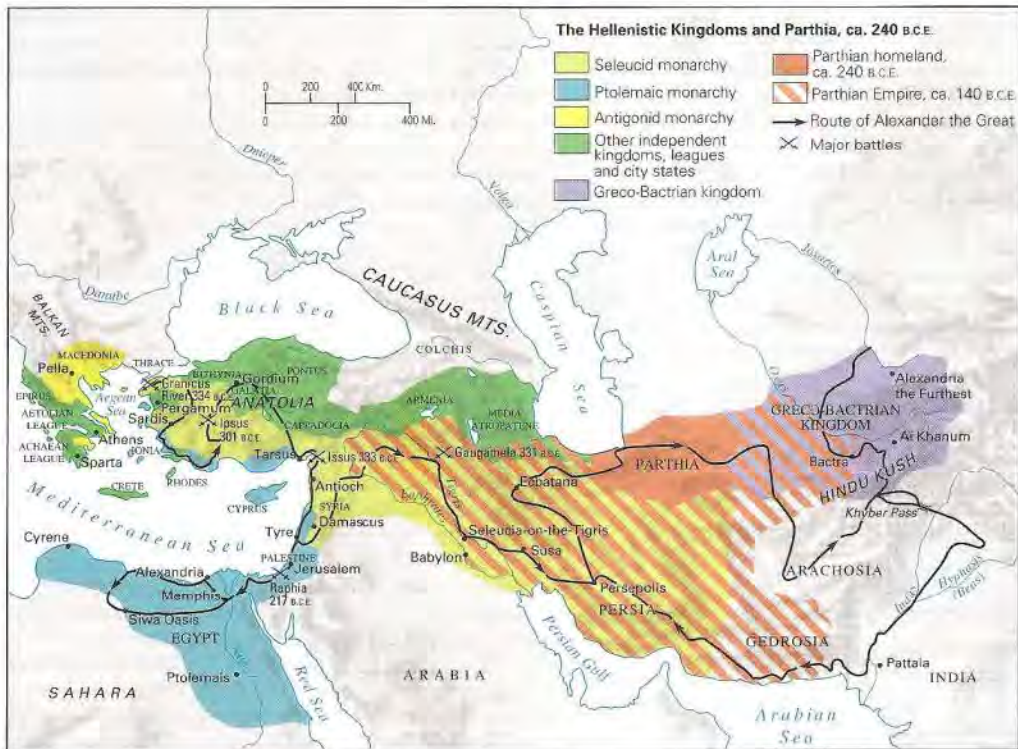 The Hellenistic Kingdoms and Parthia, ca. 240 B.C.E.
Seleucid monarchy
Ptolemaic monarchy
Antigonid monarchy
Other independent
kingdoms, leagues
and city states
Greco-Bactrian kingdom
Parthian homeland,
ca. 240 B.C.E.
Parthian Empire, ca. 140 B.C.E.
Route of Alexander the Great
Major battles
0 200 400 Km.
0 200 400 Mi.
Dnieper
Volga
Aral
Sea
Jaxartes
Oxus
Caspian
Sea
CAUCASUS MTS.
Black Sea
Danube
BALKAN
MTS.
COLCHIS
MACEDONIA
Pella
THRACE
BITHYNIA
PONTUS
Gordium
GALATIA
Granicus
River 334 B.C.E.
EPIRUS
Aegean
Sea
Pergamum
ANATOLIA
ARMENIA
MEDIA
ATROPATENE
AETOLIAN
LEAGUE
Sardis
Ipsus
301 B.C.E.
CAPPADOCIA
Athens
IONIA
ACHAEAN
LEAGUE
Sparta
Tarsus
Issus 333 B.C.E.
Gaugamela 331 B.C.E.
RHODES
CRETE
Antioch
CYPRUS
SYRIA
Euphrates
Tigris
Ecbatana
PARTHIA
GRECO-BACTRIAN
KINGDOM
Alexandria
the Furthest
Ai Khanum
Bactra
HINDU KUSH
Khyber Pass
Mediterranean Sea
Damascus
Tyre
Seleucia-on-the-Tigris
Susa
Babylon
Cyrene
PALESTINE
Jerusalem
Alexandria
Raphia
217 B.C.E.
Memphis
Siwa Oasis
EGYPT
Nile
Ptolemais
Persepolis
PERSIA
ARACHOSIA
Indus
Hyphasis
(Beas)
GEDROSIA
Persian Gulf
Pattala
INDIA
SAHARA
Red Sea
ARABIA
Arabian
Sea